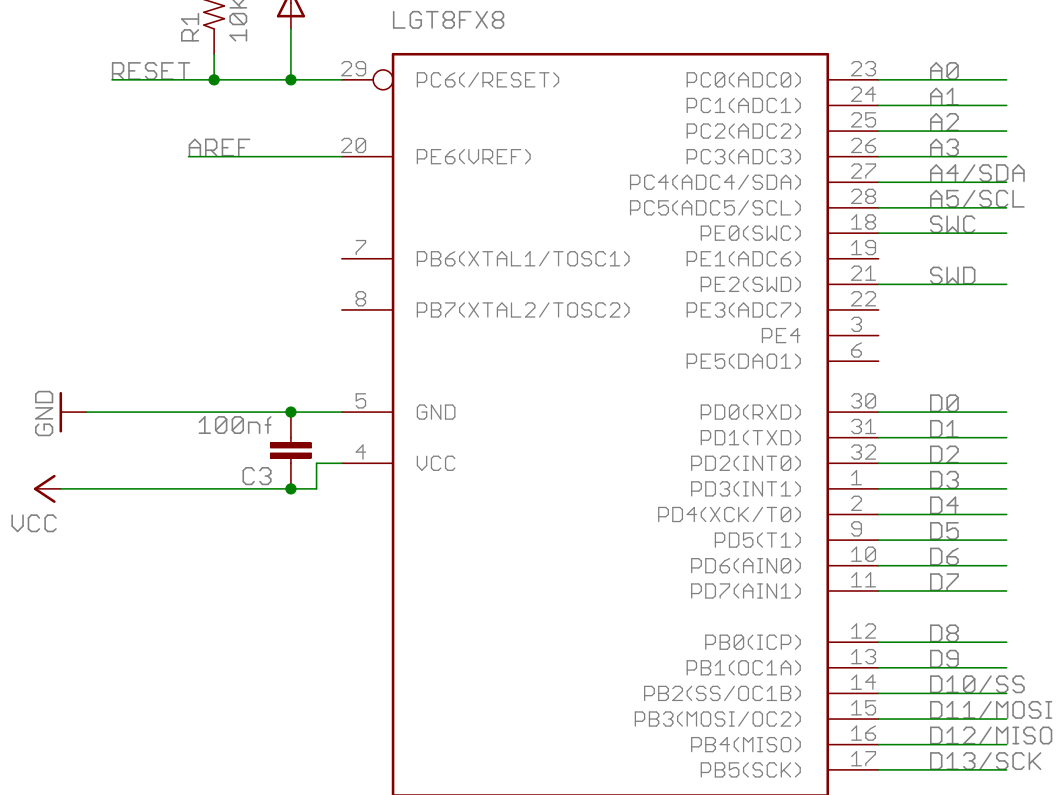 LGT8FX8
R1
10K
RESET 29 PC6(/RESET) PC0(ADC0) 23 A0
PC1(ADC1) 24 A1
PC2(ADC2) 25 A2
AREF 20 PE6(VREF) PC3(ADC3) 26 A3
PC4(ADC4/SDA) 27 A4/SDA
PC5(ADC5/SCL) 28 A5/SCL
PE0(SWC) 18 SWC
7 PB6(XTAL1/TOSC1) PE1(ADC6) 19
PE2(SWD) 21 SWD
8 PB7(XTAL2/TOSC2) PE3(ADC7) 22
PE4 3
PE5(DAO1) 6
GND 5 GND PD0(RXD) 30 D0
100nf PD1(TXD) 31 D1
4 VCC PD2(INT0) 32 D2
C3 PD3(INT1) 1 D3
VCC PD4(XCK/T0) 2 D4
PD5(T1) 9 D5
PD6(AIN0) 10 D6
PD7(AIN1) 11 D7
PB0(ICP) 12 D8
PB1(OC1A) 13 D9
PB2(SS/OC1B) 14 D10/SS
PB3(MOSI/OC2) 15 D11/MOSI
PB4(MISO) 16 D12/MISO
PB5(SCK) 17 D13/SCK